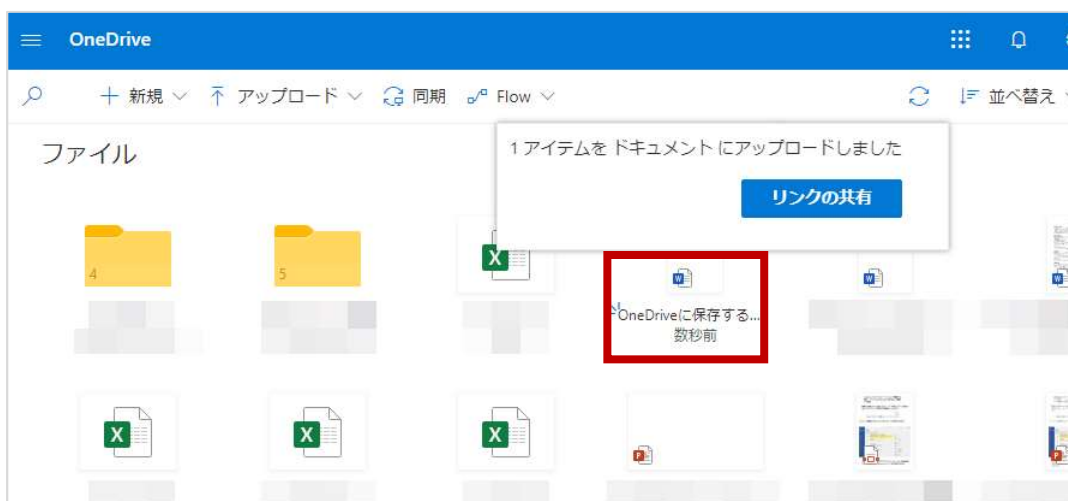 OneDrive
新規 アップロード 同期 Flow 並べ替え
1 アイテムを ドキュメント にアップロードしました
ファイル
リンクの共有
4
5
OneDriveに保存する...
数秒前